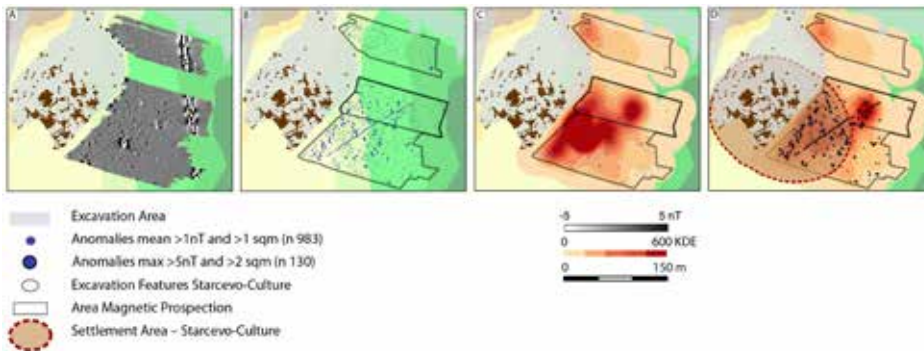 A
B
C
D
Excavation Area
Anomalies mean >1nT and >1 sqm (n 983)
Anomalies max >5nT and >2 sqm (n 130)
Excavation Features Starcevo-Culture
Area Magnetic Prospection
Settlement Area – Starcevo-Culture
-5 5 nT
0 600 KDE
0 150 m